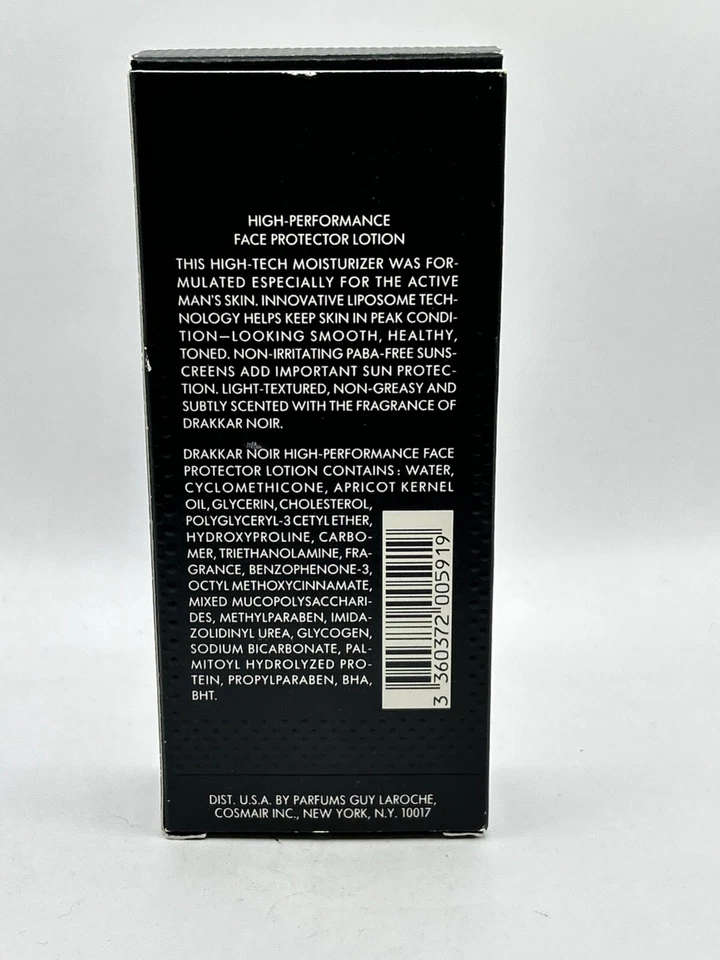 HIGH-PERFORMANCE
FACE PROTECTOR LOTION
THIS HIGH-TECH MOISTURIZER WAS FOR-
MULATED ESPECIALLY FOR THE ACTIVE
MAN'S SKIN. INNOVATIVE LIPOSOME TECH-
NOLOGY HELPS KEEP SKIN IN PEAK CONDI-
TION—LOOKING SMOOTH, HEALTHY,
TONED. NON-IRRITATING PABA-FREE SUNS-
CREENS ADD IMPORTANT SUN PROTEC-
TION. LIGHT-TEXTURED, NON-GREASY AND
SUBTLY SCENTED WITH THE FRAGRANCE OF
DRAKKAR NOIR.
DRAKKAR NOIR HIGH-PERFORMANCE FACE
PROTECTOR LOTION CONTAINS: WATER,
CYCLOMETHICONE, APRICOT KERNEL
OIL, GLYCERIN, CHOLESTEROL,
POLYGLYCERYL-3 CETYL ETHER,
HYDROXYPROLINE, CARBO-
MER, TRIETHANOLAMINE, FRA-
GRANCE, BENZOPHENONE-3,
OCTYL METHOXYCINNAMATE,
MIXED MUCOPOLYSACCHARI-
DES, METHYLPARABEN, IMIDA-
ZOLIDINYL UREA, GLYCOGEN,
SODIUM BICARBONATE, PAL-
MITOYL HYDROLYZED PRO-
TEIN, PROPYLPARABEN, BHA,
BHT.
3 360372 005919
DIST. U.S.A. BY PARFUMS GUY LAROCHE,
COSMAIR INC., NEW YORK, N.Y. 10017